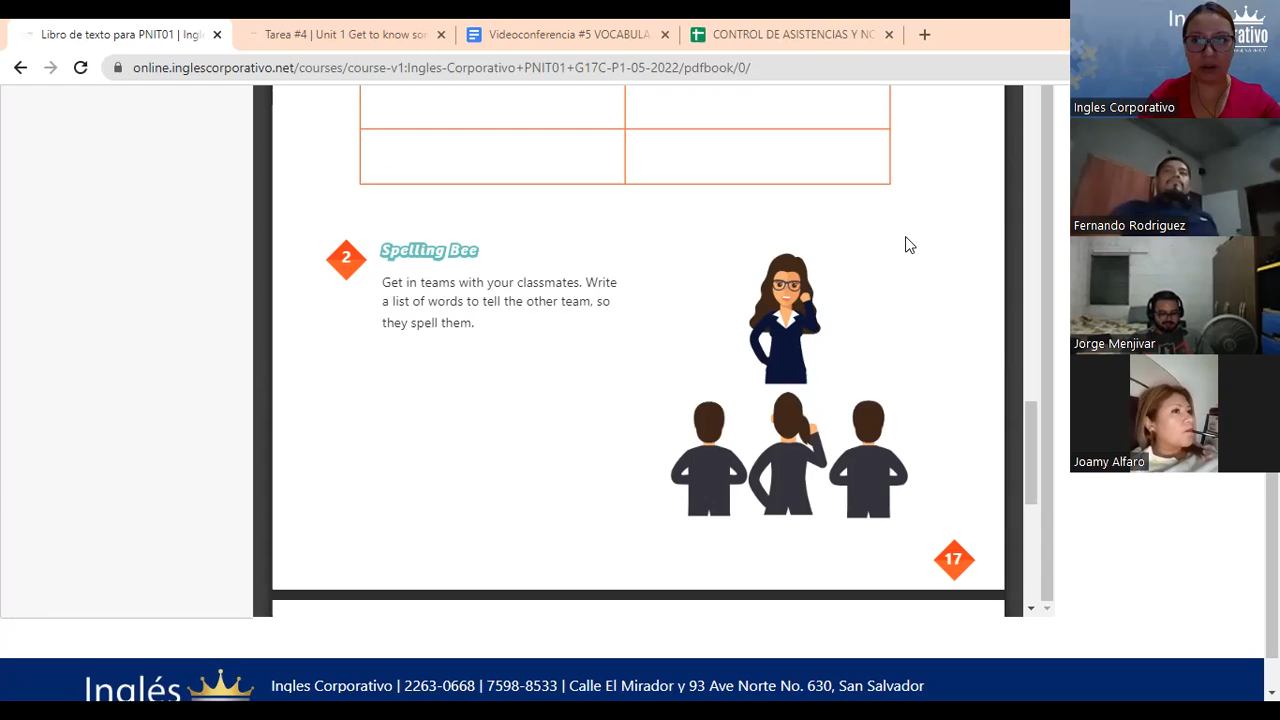 Libro de texto para PNIT01 | Ingl
Tarea #4 | Unit 1 Get to know som
Videoconferencia #5 VOCABULA
CONTROL DE ASISTENCIAS Y NO
online.inglescorporativo.net/courses/course-v1:Ingles-Corporativo+PNIT01+G17C-P1-05-2022/pdfbook/0/
Ingles Corporativo
Fernando Rodriguez
Jorge Menjivar
Joamy Alfaro
2
Spelling Bee
Get in teams with your classmates. Write
a list of words to tell the other team, so
they spell them.
17
Inglés
Ingles Corporativo | 2263-0668 | 7598-8533 | Calle El Mirador y 93 Ave Norte No. 630, San Salvador